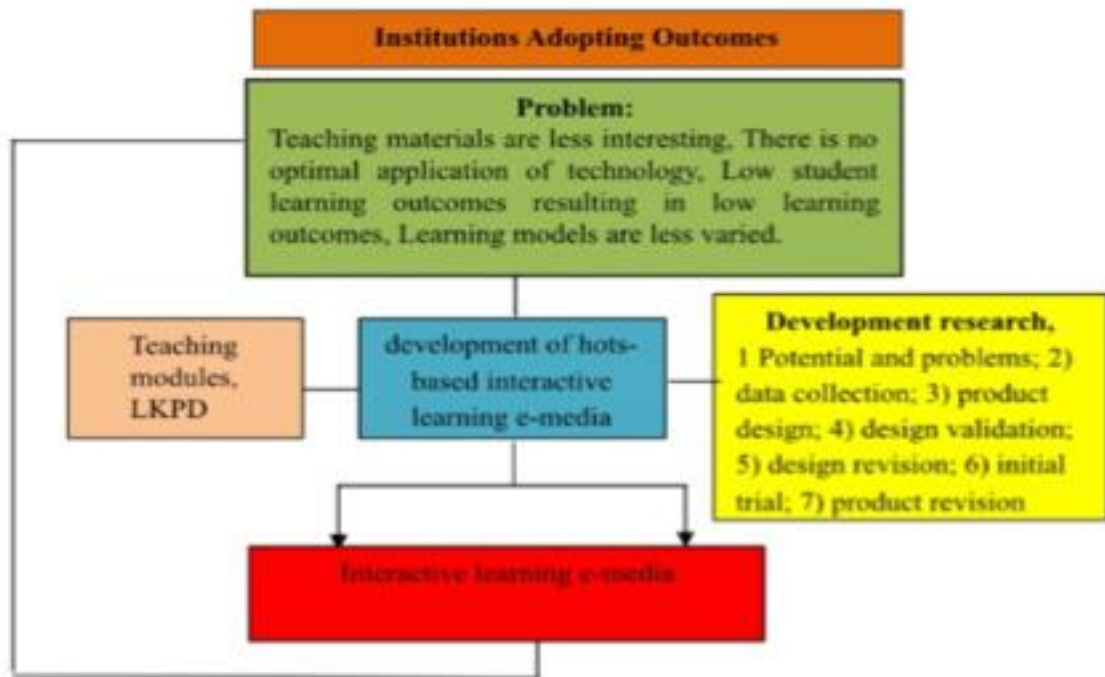 Institutions Adopting Outcomes
Problem:
Teaching materials are less interesting, There is no
optimal application of technology, Low student
learning outcomes resulting in low learning
outcomes, Learning models are less varied.
Teaching
modules,
LKPD
development of hots-
based interactive
learning e-media
Development research,
1 Potential and problems; 2)
data collection; 3) product
design; 4) design validation;
5) design revision; 6) initial
trial; 7) product revision
Interactive learning e-media